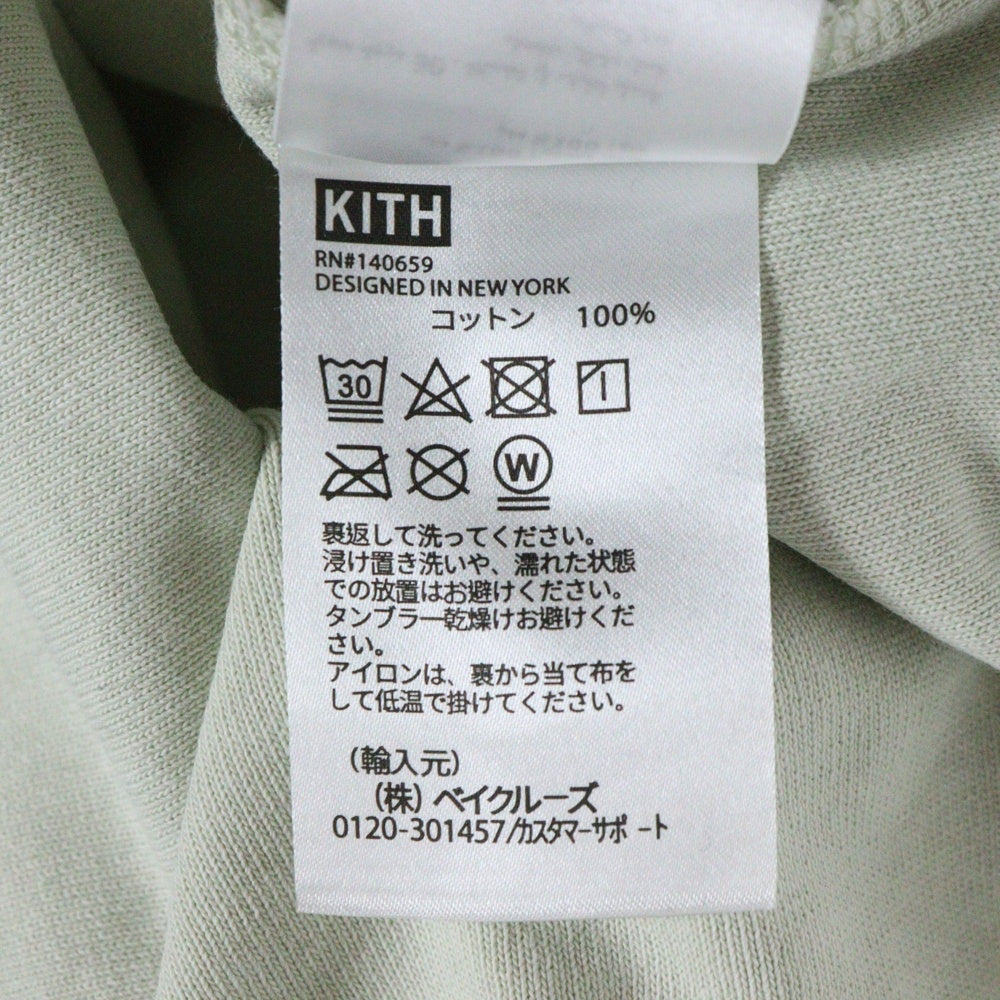 KITH
RN#140659
DESIGNED IN NEW YORK
コットン 100%
30
W
裏返して洗ってください。
浸け置き洗いや、濡れた状態
での放置はお避けください。
タンブラー乾燥けお避けくだ
さい。
アイロンは、裏から当て布を
して低温で掛けてください。
（輸入元）
（株）ベイクルーズ
0120-301457/カスタマーサポート